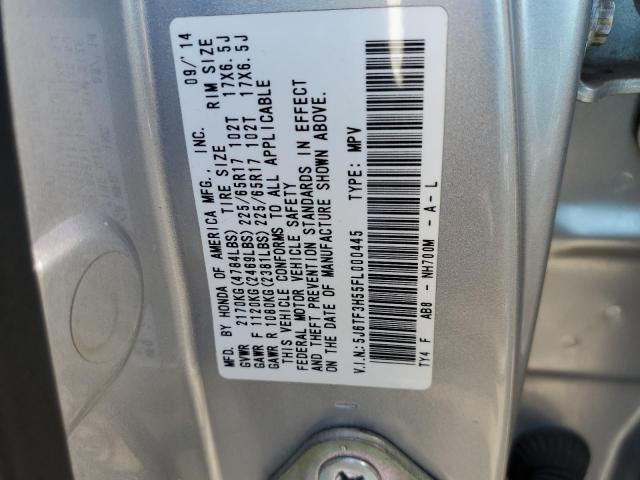 MFD. BY HONDA OF AMERICA MFG., INC. 09/'14
GVWR 2170KG(4784LBS) TIRE SIZE RIM SIZE
GAWR F 1120KG(2469LBS) 225/65R17 102T 17X6.5J
GAWR R 1080KG(2381LBS) 225/65R17 102T 17X6.5J
THIS VEHICLE CONFORMS TO ALL APPLICABLE
FEDERAL MOTOR VEHICLE SAFETY
AND THEFT PREVENTION STANDARDS IN EFFECT
ON THE DATE OF MANUFACTURE SHOWN ABOVE.
V.I.N.: 5J6TF3H55FL000445 TYPE: MPV
TY4 F AB8 - NH700M - A - L